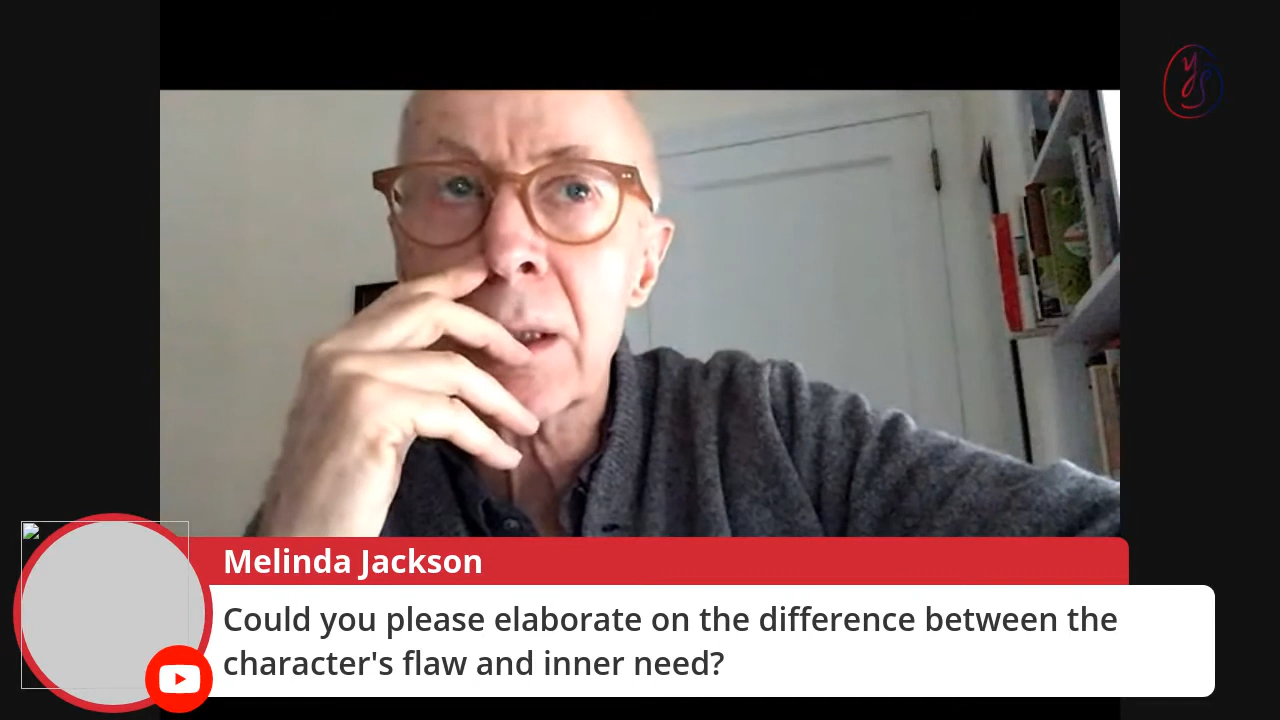 Melinda Jackson
Could you please elaborate on the difference between the
character's flaw and inner need?